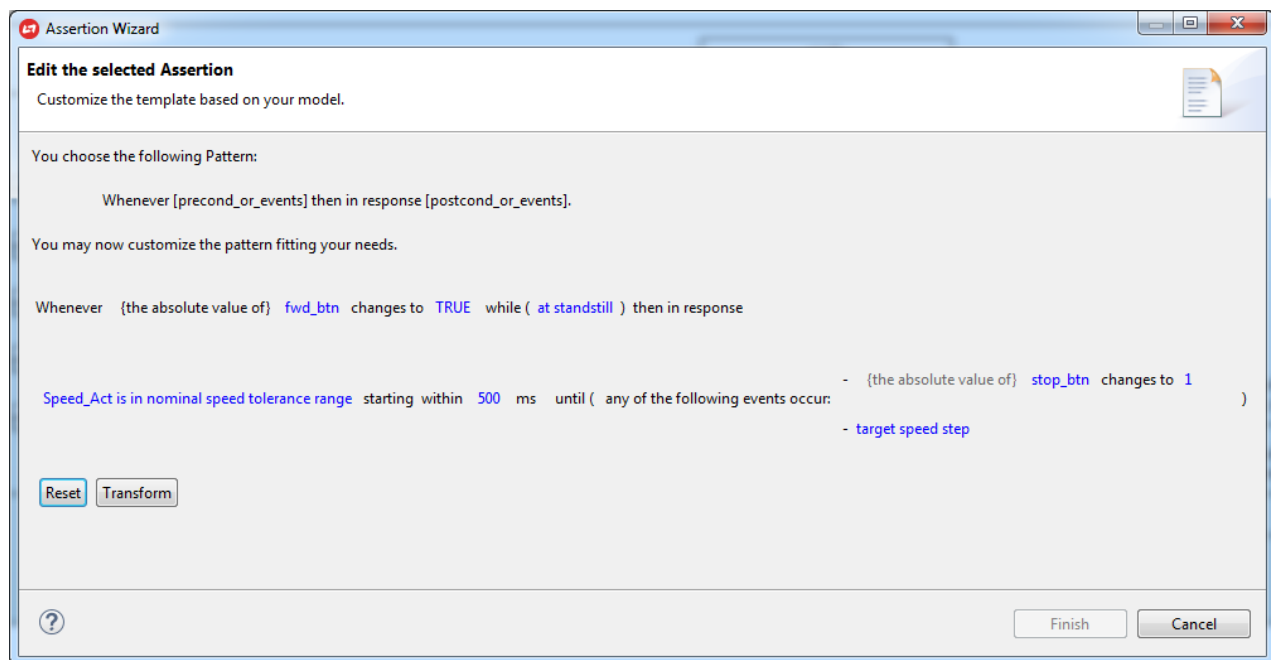 Assertion Wizard
Edit the selected Assertion
Customize the template based on your model.
You choose the following Pattern:
Whenever [precond_or_events] then in response [postcond_or_events].
You may now customize the pattern fitting your needs.
Whenever {the absolute value of} fwd_btn changes to TRUE while ( at standstill ) then in response
- {the absolute value of} stop_btn changes to 1
Speed_Act is in nominal speed tolerance range starting within 500 ms until ( any of the following events occur: )
- target speed step
Reset Transform
? Finish Cancel